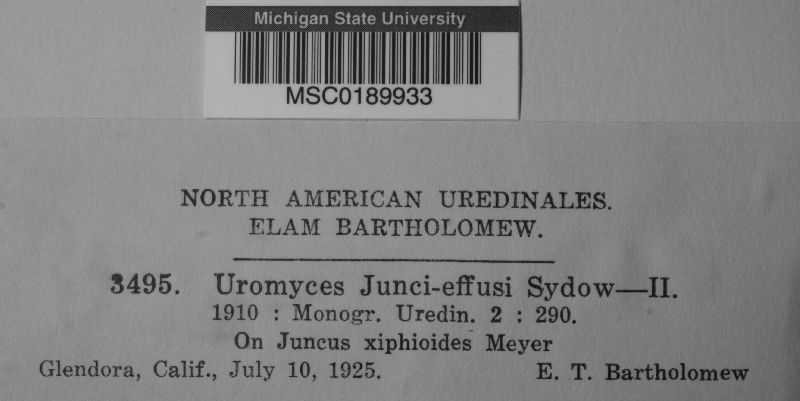 Michigan State University
MSC0189933
NORTH AMERICAN UREDINALES.
ELAM BARTHOLOMEW.
3495. Uromyces Junci-effusi Sydow—II.
1910 : Monogr. Uredin. 2 : 290.
On Juncus xiphioides Meyer
Glendora, Calif., July 10, 1925. E. T. Bartholomew